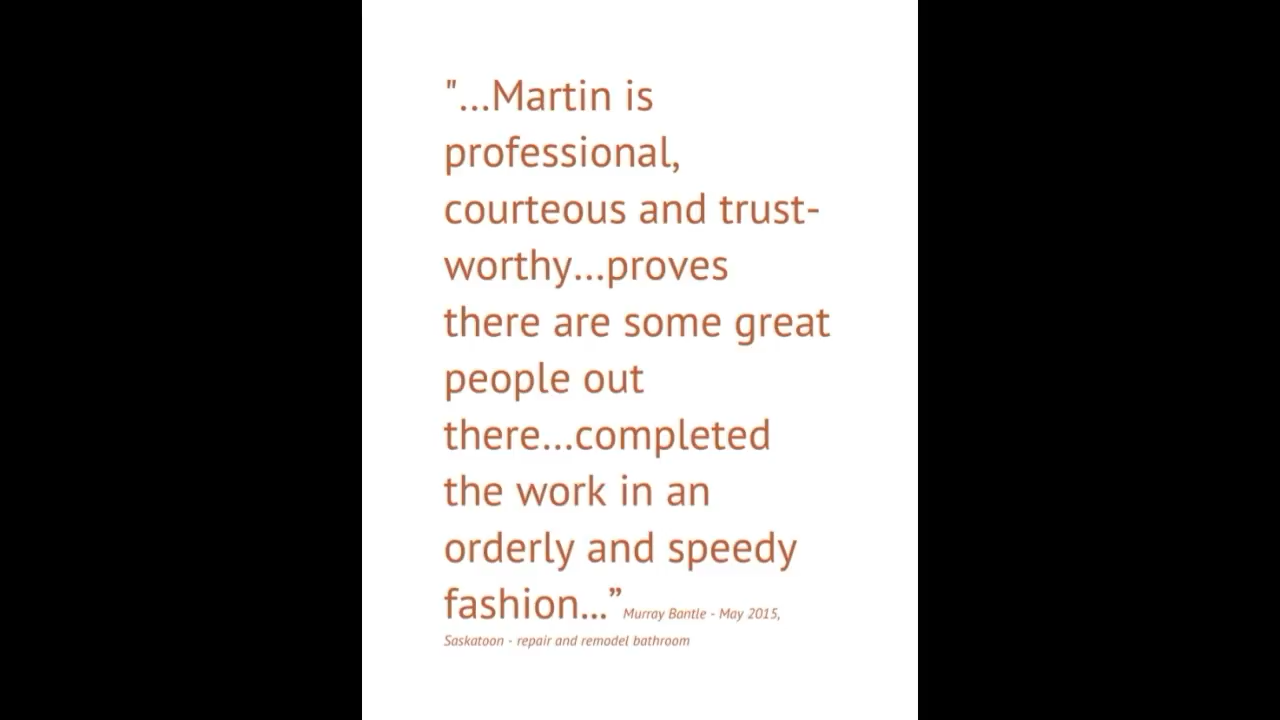 "...Martin is
professional,
courteous and trust-
worthy...proves
there are some great
people out
there...completed
the work in an
orderly and speedy
fashion...” Murray Bantle - May 2015,
Saskatoon - repair and remodel bathroom